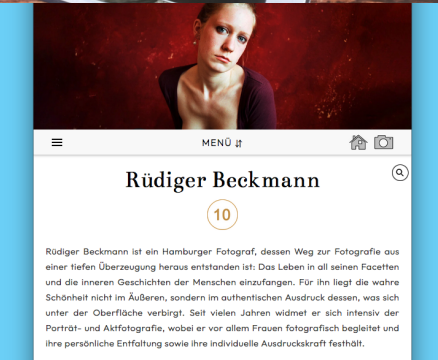 MENÜ
Rüdiger Beckmann
10
Rüdiger Beckmann ist ein Hamburger Fotograf, dessen Weg zur Fotografie aus
einer tiefen Überzeugung heraus entstanden ist: Das Leben in all seinen Facetten
und die inneren Geschichten der Menschen einzufangen. Für ihn liegt die wahre
Schönheit nicht im Äußeren, sondern im authentischen Ausdruck dessen, was sich
unter der Oberfläche verbirgt. Seit vielen Jahren widmet er sich intensiv der
Porträt- und Aktfotografie, wobei er vor allem Frauen fotografisch begleitet und
ihre persönliche Entfaltung sowie ihre individuelle Ausdruckskraft festhält.